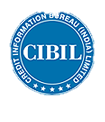 CREDIT INFORMATION BUREAU (INDIA) LIMITED
CIBIL